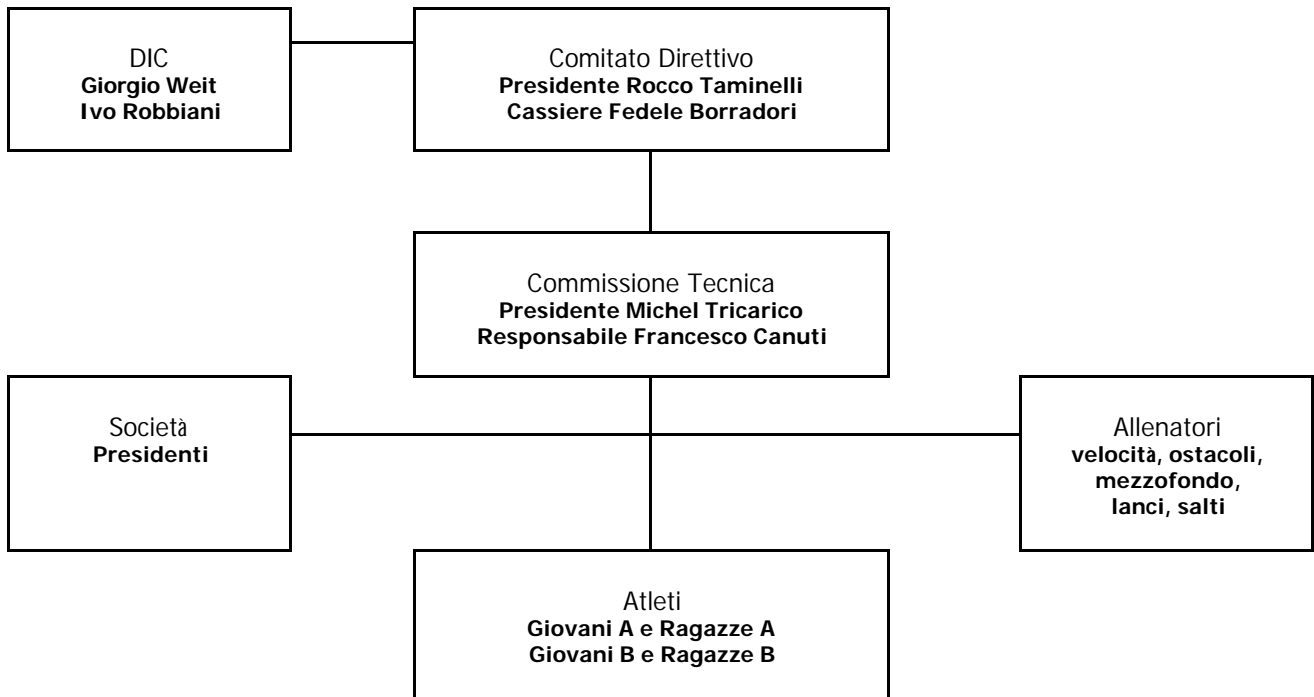 DIC
Giorgio Weit
Ivo Robbiani
Comitato Direttivo
Presidente Rocco Taminelli
Cassiere Fedele Borradori
Commissione Tecnica
Presidente Michel Tricarico
Responsabile Francesco Canuti
Società
Presidenti
Allenatori
velocità, ostacoli,
mezzofondo,
lanci, salti
Atleti
Giovani A e Ragazze A
Giovani B e Ragazze B